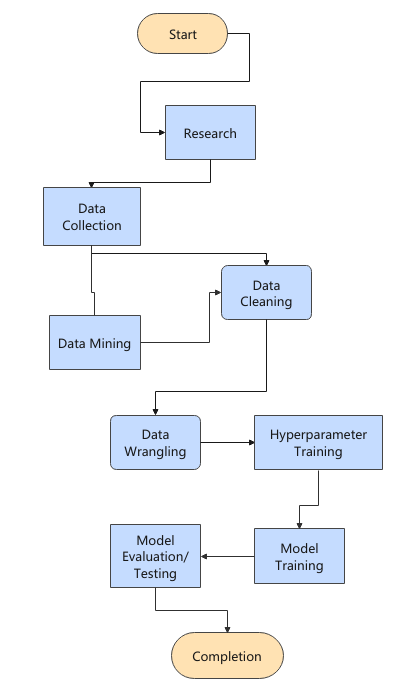 Start
Research
Data
Collection
Data
Cleaning
Data Mining
Data
Wrangling
Hyperparameter
Training
Model
Training
Model
Evaluation/
Testing
Completion